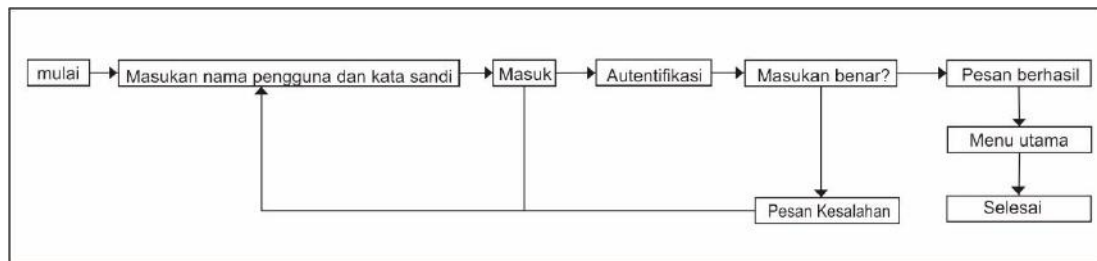 mulai
Masukan nama pengguna dan kata sandi
Masuk
Autentifikasi
Masukan benar?
Pesan berhasil
Menu utama
Pesan Kesalahan
Selesai